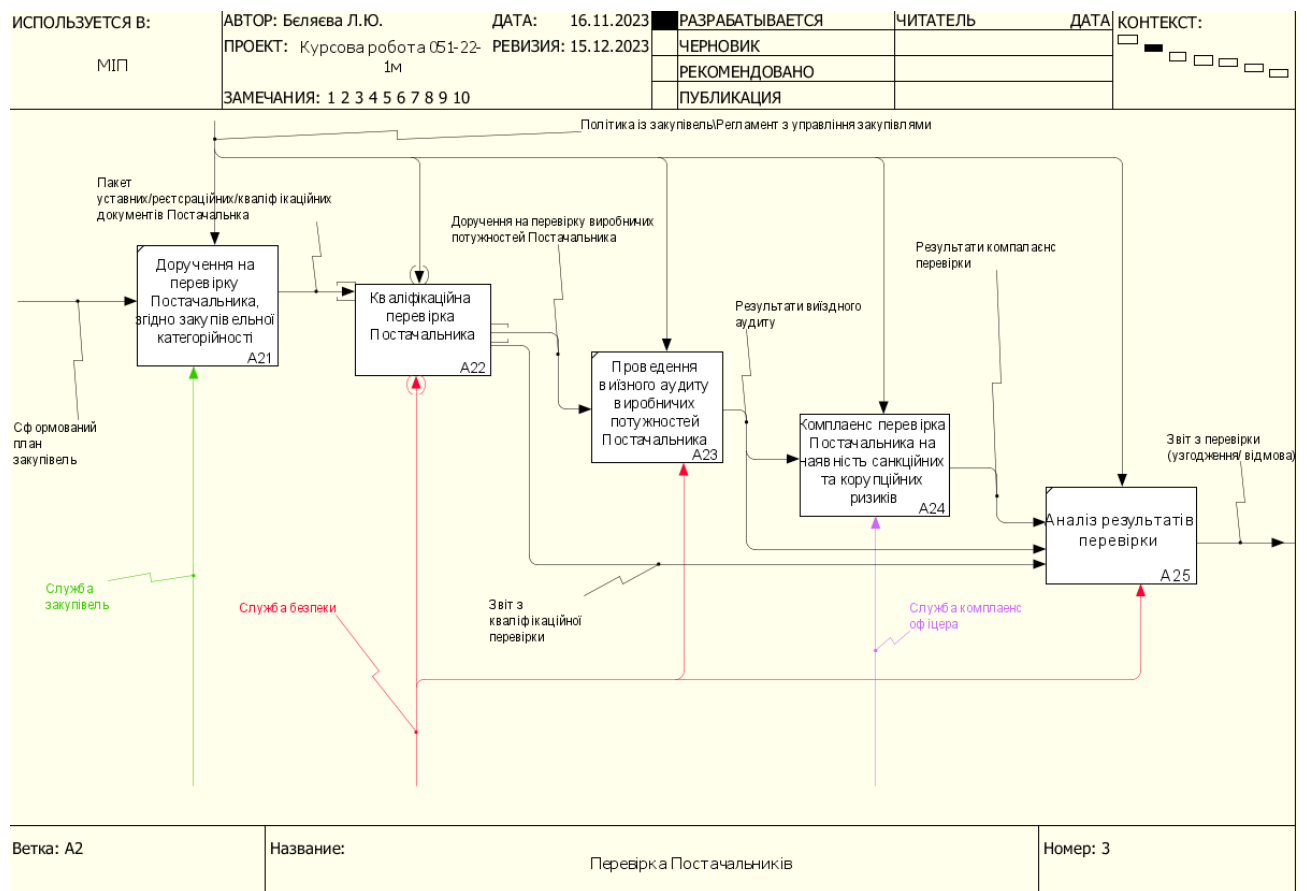 ИСПОЛЬЗУЕТСЯ В:
МІП
АВТОР: Бєляєва Л.Ю.
ДАТА: 16.11.2023
ПРОЕКТ: Курсова робота 051-22-
1м
РЕВИЗИЯ: 15.12.2023
ЗАМЕЧАНИЯ: 1 2 3 4 5 6 7 8 9 10
РАЗРАБАТЫВАЕТСЯ
ЧЕРНОВИК
РЕКОМЕНДОВАНО
ПУБЛИКАЦИЯ
ЧИТАТЕЛЬ
ДАТА
КОНТЕКСТ:
Політика із закупівель\Регламент з управління закупівлями
Пакет
уставних/реєтсраційних/кваліфікаційних
документів Постачальнка
Доручення на
перевірку
Постачальника,
згідно закупівельної
категорійності
A21
Сформований
план
закупівель
Кваліфікаційна
перевірка
Постачальника
A22
Доручення на перевірку виробничих
потужностей Постачальника
Проведення
виїзного аудиту
виробничих
потужностей
Постачальника
A23
Результати виїздного
аудиту
Комплаенс перевірка
Постачальника на
наявність санкційних
та корупційних
ризиків
A24
Результати компалаєнс
перевірки
Аналіз результатів
перевірки
A25
Звіт з перевірки
(узгодження/відмова)
Служба
закупівель
Служба безпеки
Звіт з
кваліфікаційної
перевірки
Служба комплаенс
офіцера
Ветка: A2
Название:
Перевірка Постачальників
Номер: 3